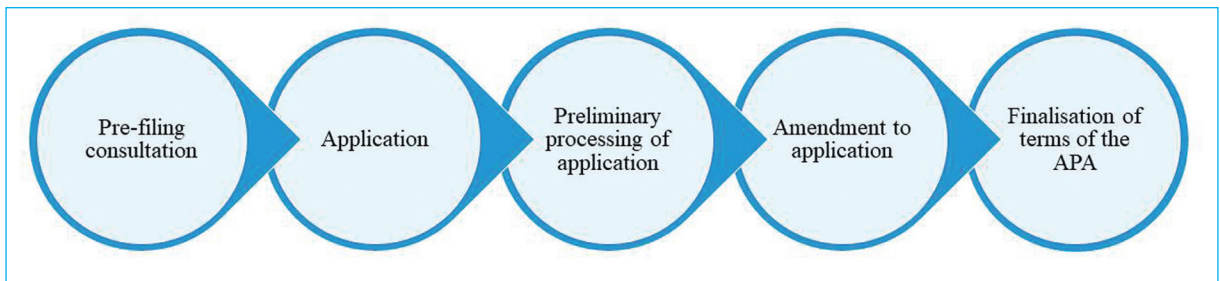 Pre-filing
consultation
Application
Preliminary
processing of
application
Amendment to
application
Finalisation of
terms of the
APA